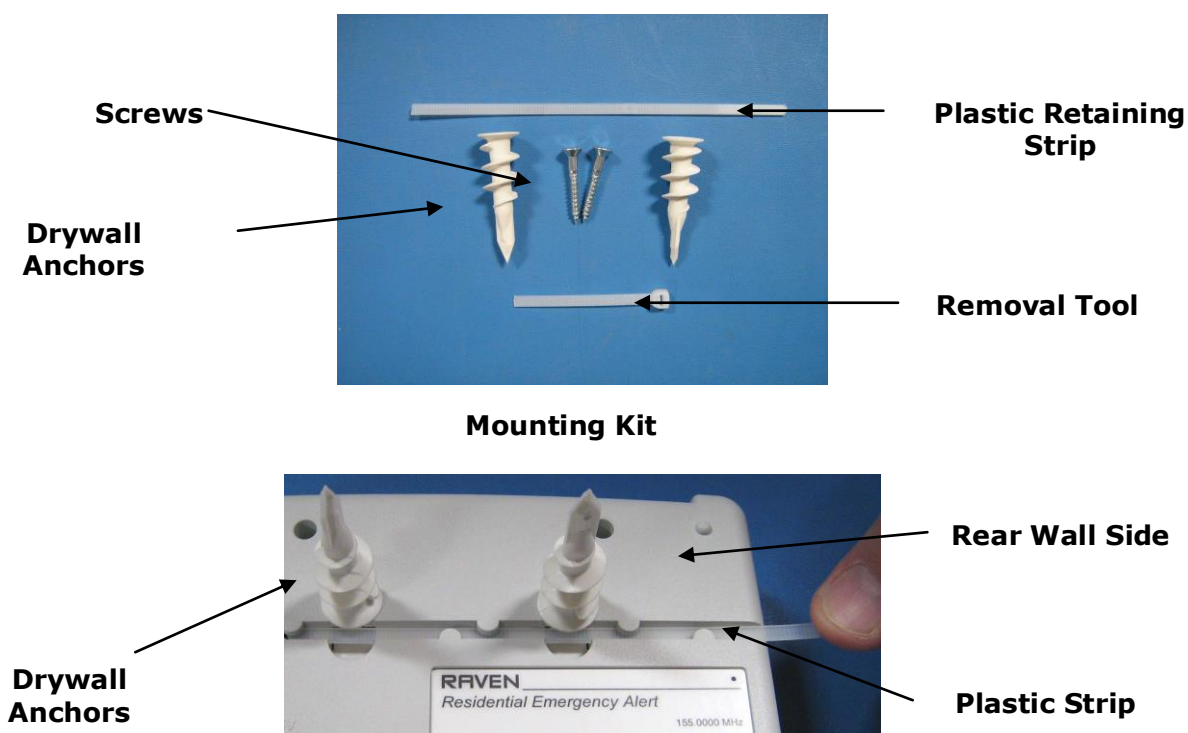 Screws
Plastic Retaining
Strip
Drywall
Anchors
Removal Tool
Mounting Kit
Rear Wall Side
RAVEN
Residential Emergency Alert
155.0000 MHz
Drywall
Anchors
Plastic Strip